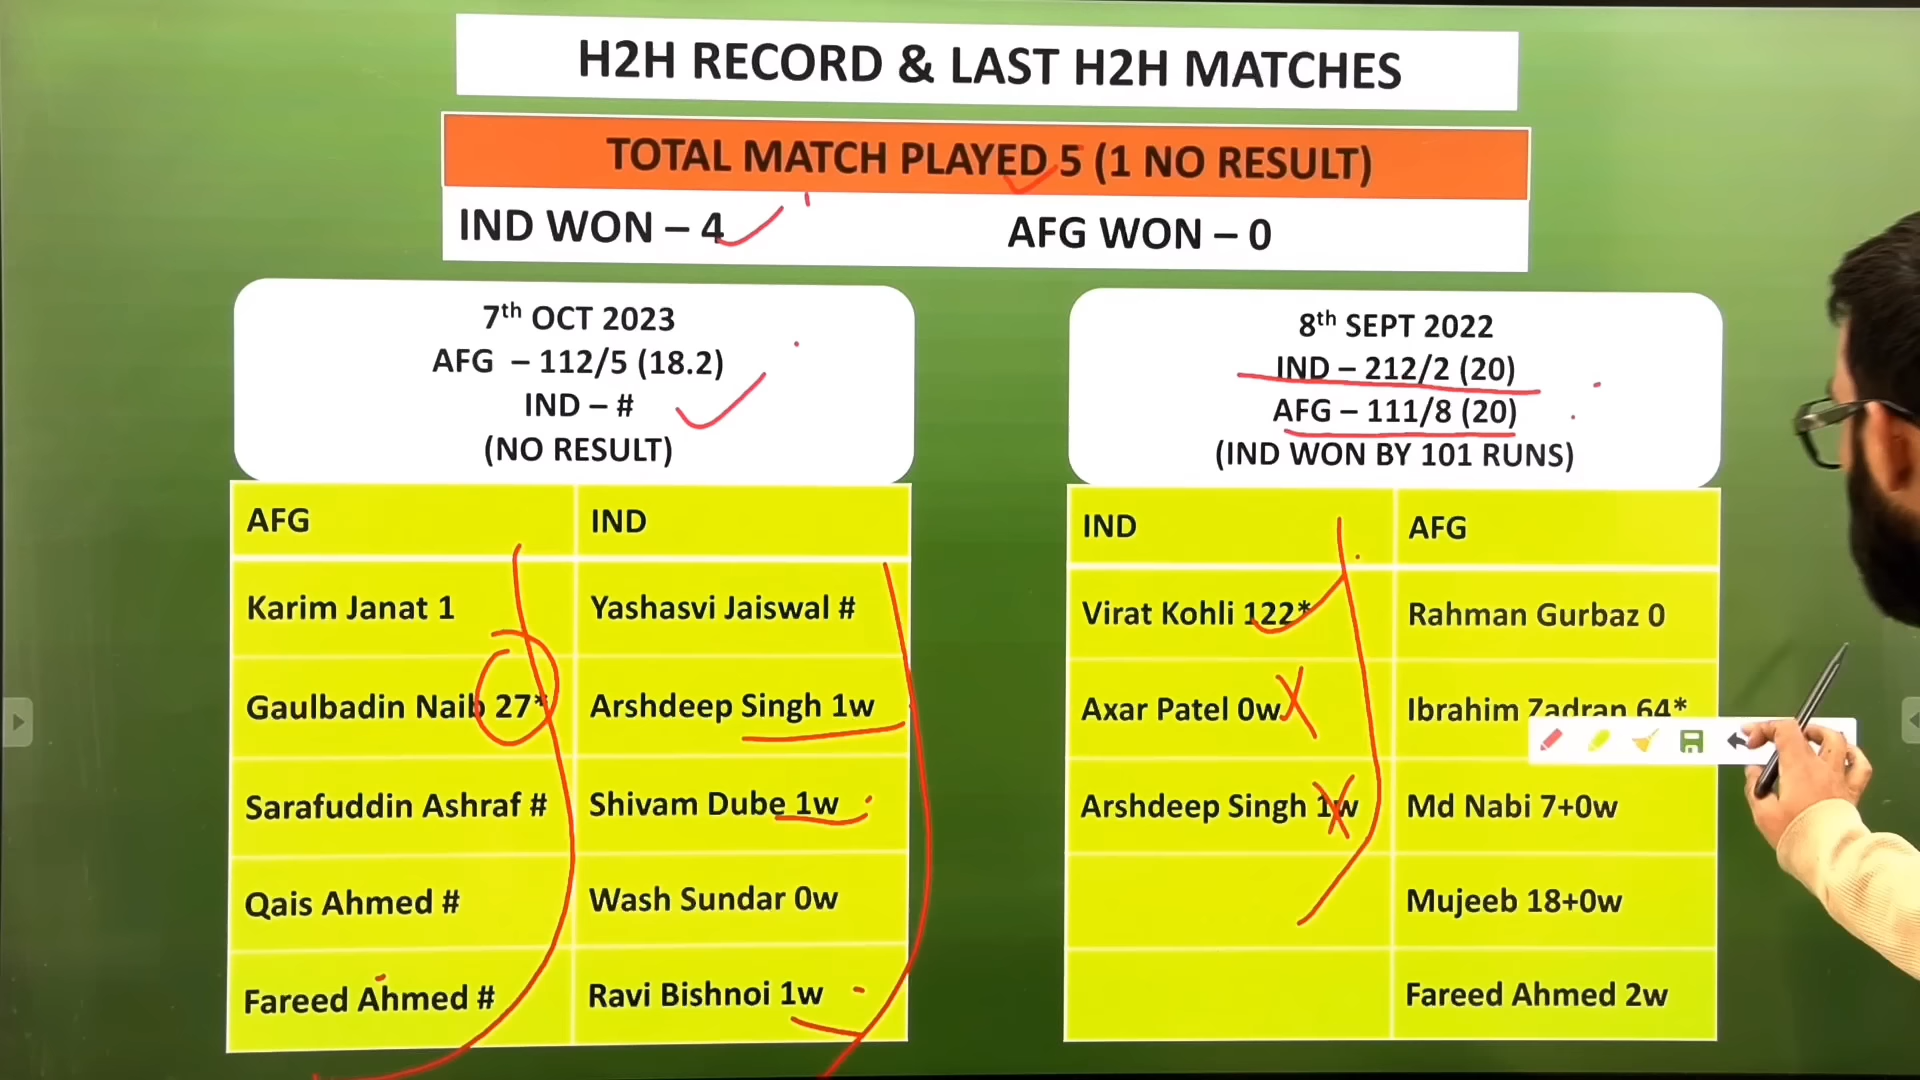 H2H RECORD & LAST H2H MATCHES
TOTAL MATCH PLAYED 5 (1 NO RESULT)
IND WON – 4
AFG WON – 0
7th OCT 2023
AFG – 112/5 (18.2)
IND – #
(NO RESULT)
AFG
IND
Karim Janat 1
Yashasvi Jaiswal #
Gaulbadin Naib 27*
Arshdeep Singh 1w
Sarafuddin Ashraf #
Shivam Dube 1w
Qais Ahmed #
Wash Sundar 0w
Fareed Ahmed #
Ravi Bishnoi 1w
8th SEPT 2022
IND – 212/2 (20)
AFG – 111/8 (20)
(IND WON BY 101 RUNS)
IND
AFG
Virat Kohli 122*
Rahman Gurbaz 0
Axar Patel 0w
Ibrahim Zadran 64*
Arshdeep Singh 1w
Md Nabi 7+0w
Mujeeb 18+0w
Fareed Ahmed 2w